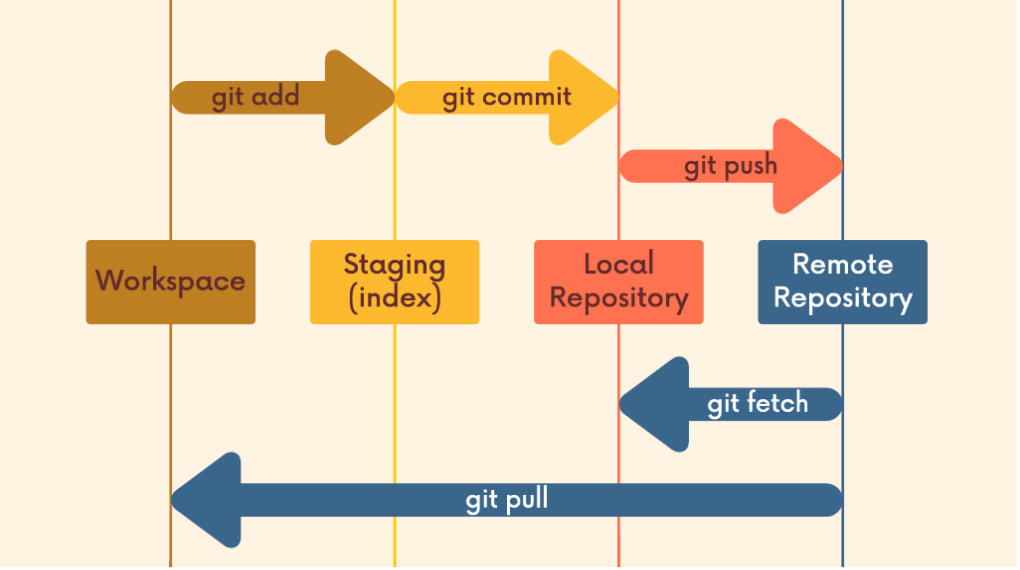 git add
git commit
git push
Workspace
Staging
(index)
Local
Repository
Remote
Repository
git fetch
git pull